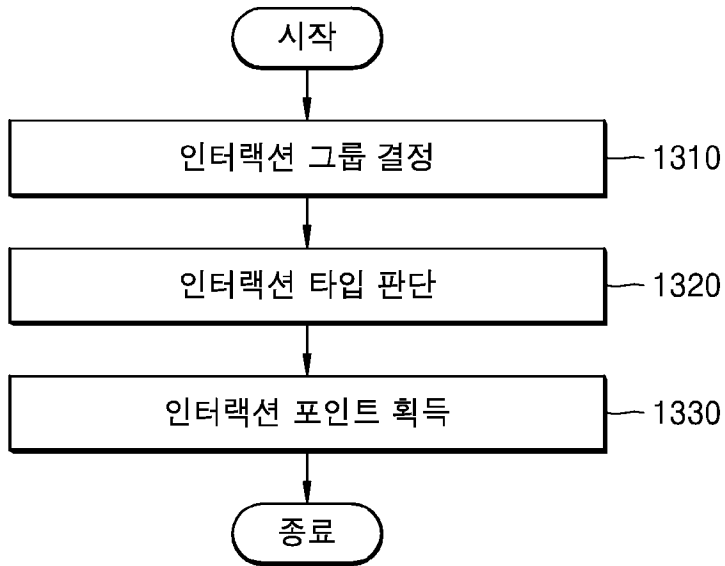 시작
인터랙션 그룹 결정
1310
인터랙션 타입 판단
1320
인터랙션 포인트 획득
1330
종료